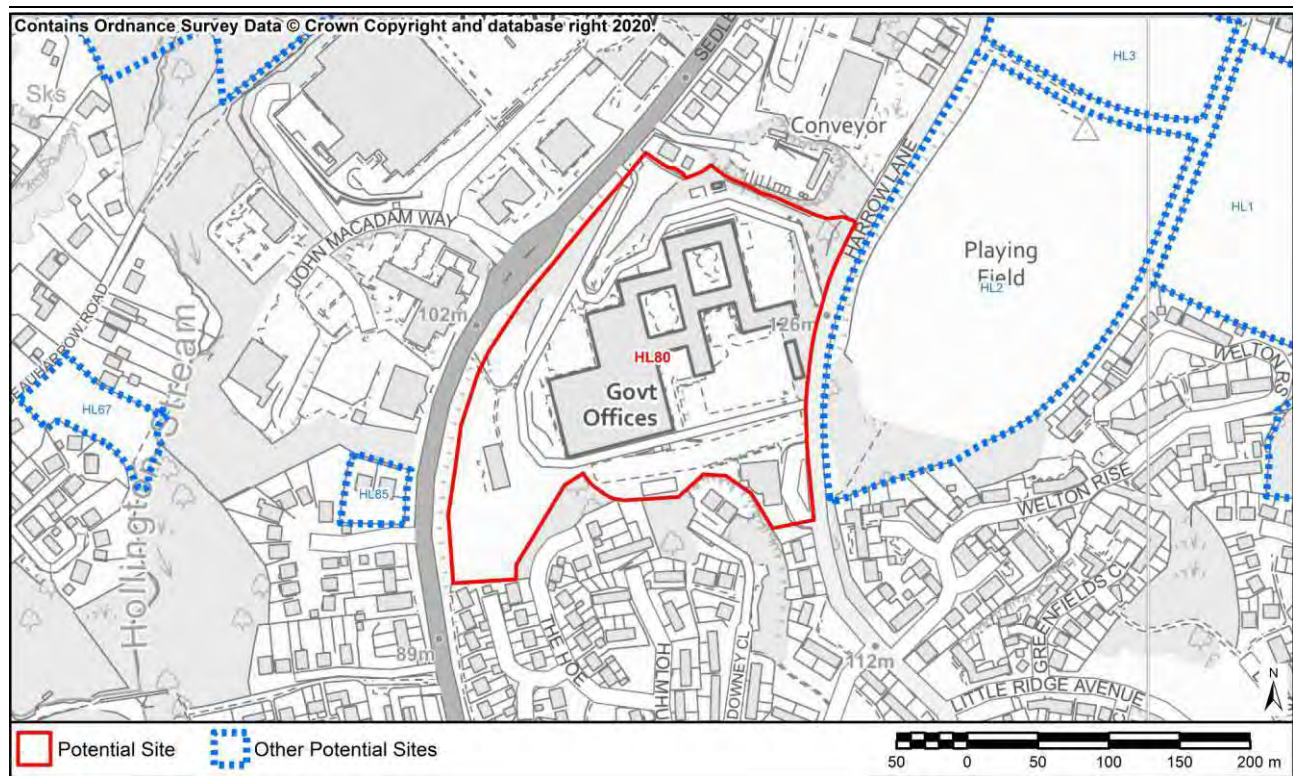 Contains Ordnance Survey Data © Crown Copyright and database right 2020.
SEDLE
HL3
Sks
Conveyor
HARROW LANE
HL1
JOHN MACADAM WAY
Playing
Field
HL2
102m
126m
HL80
Govt
Offices
HL67
Hollington Stream
HL85
WELTON RISE
THE HOE
DOWNEY CL
GREENFIELDS CL
89m
112m
LITTLE RIDGE AVENUE
N
Potential Site
Other Potential Sites
50 0 50 100 150 200 m